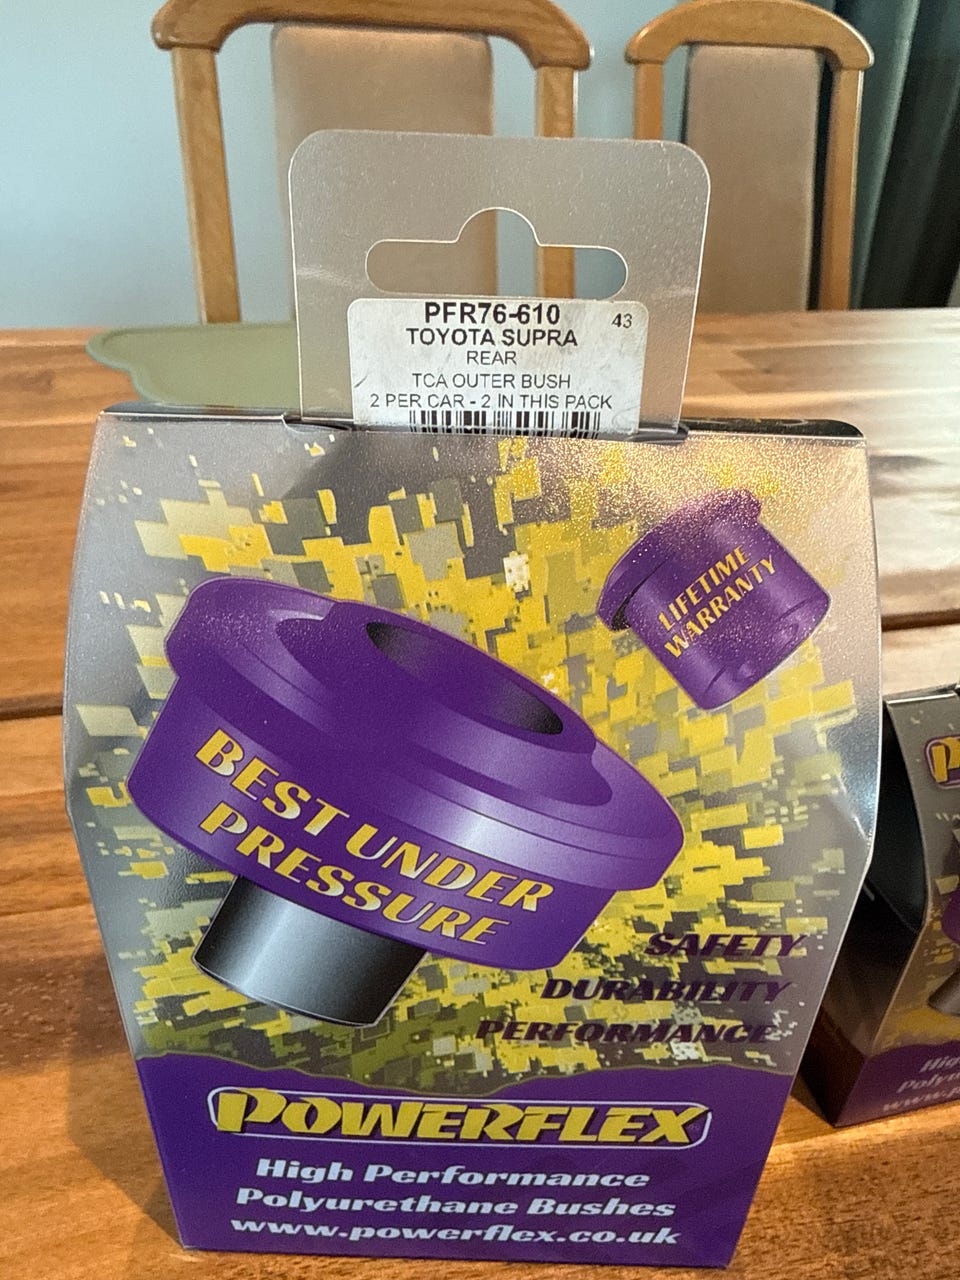 PFR76-610
43
TOYOTA SUPRA
REAR
TCA OUTER BUSH
2 PER CAR - 2 IN THIS PACK
LIFETIME
WARRANTY
BEST UNDER
PRESSURE
SAFETY
DURABILITY
PERFORMANCE
POWERFLEX
High Performance
Polyurethane Bushes
www.powerflex.co.uk